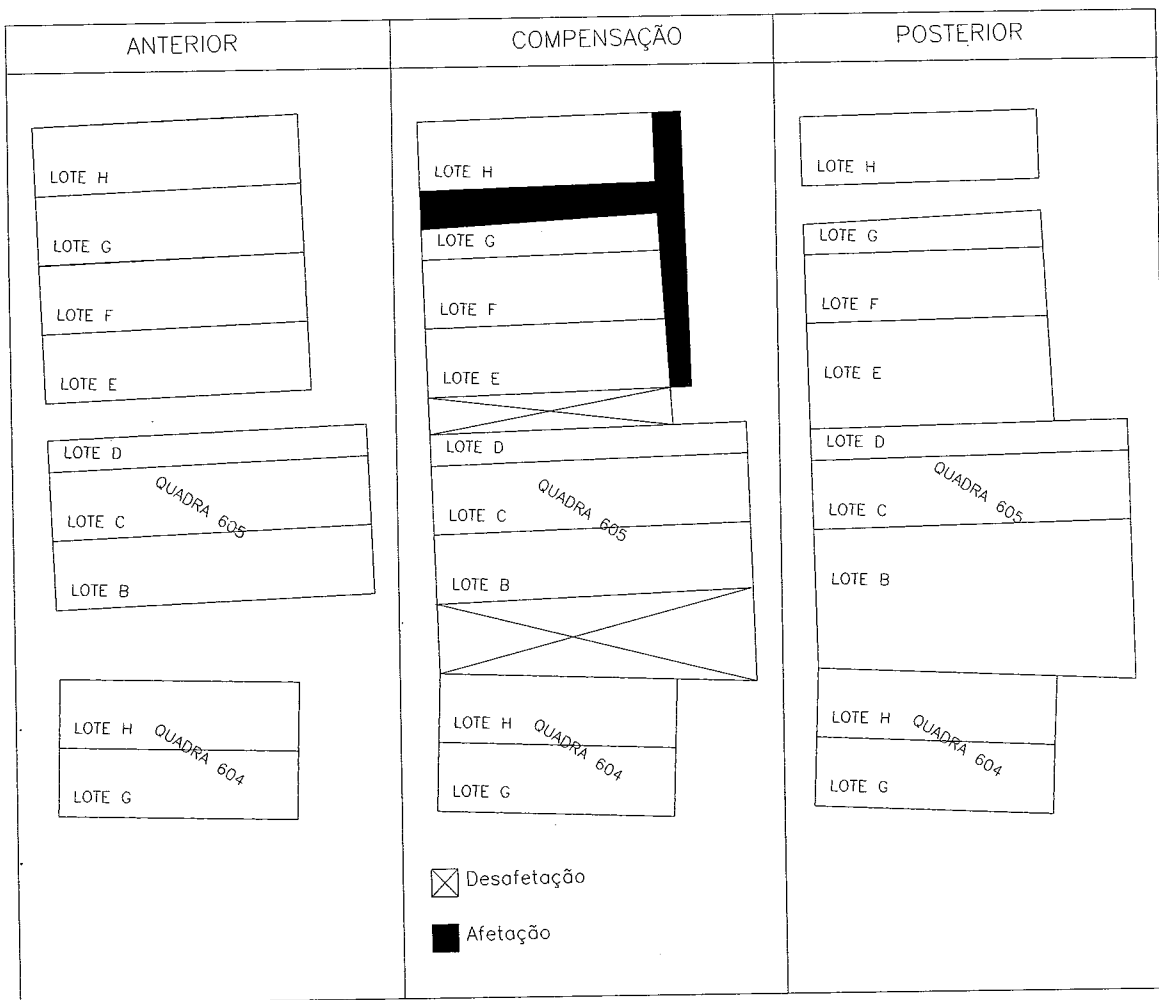 ANTERIOR
LOTE H
LOTE G
LOTE F
LOTE E
LOTE D
QUADRA 605
LOTE C
LOTE B
LOTE H
QUADRA 604
LOTE G
COMPENSAÇÃO
LOTE H
LOTE G
LOTE F
LOTE E
LOTE D
QUADRA 605
LOTE C
LOTE B
LOTE H
QUADRA 604
LOTE G
Desafetação
Afetação
POSTERIOR
LOTE H
LOTE G
LOTE F
LOTE E
LOTE D
QUADRA 605
LOTE C
LOTE B
LOTE H
QUADRA 604
LOTE G